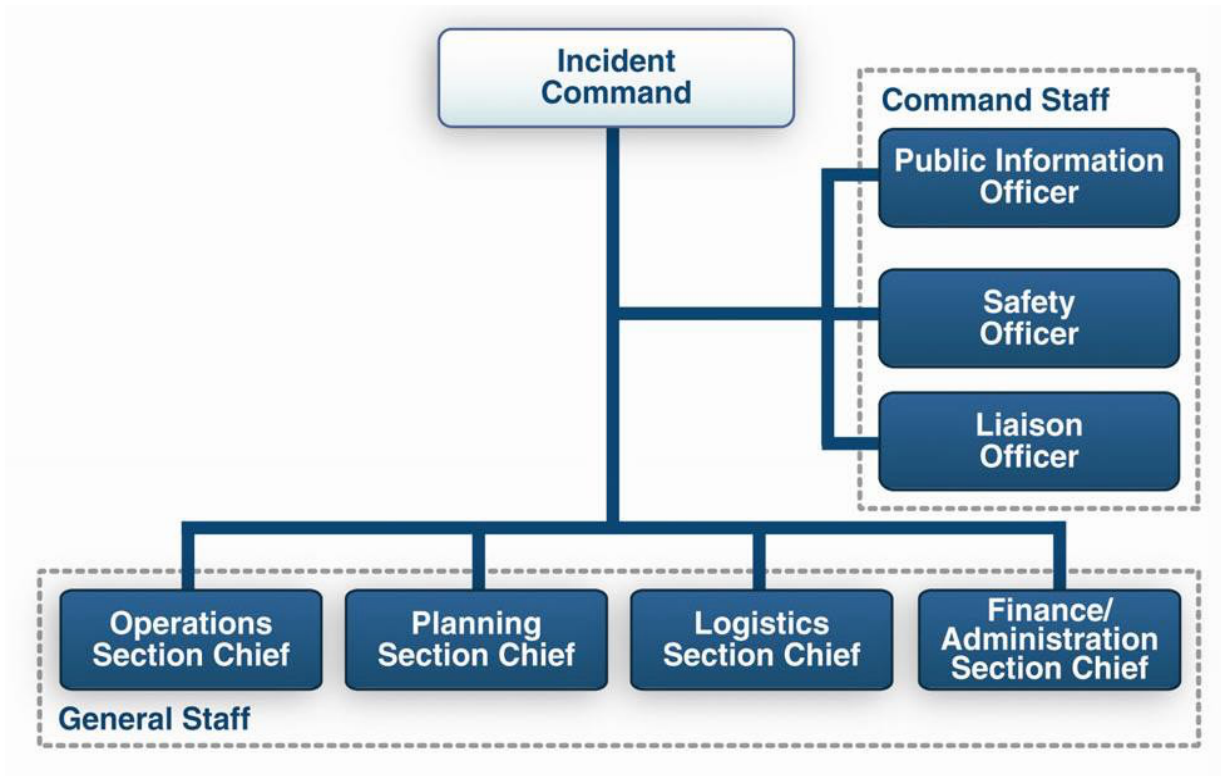 Incident
Command
Command Staff
Public Information
Officer
Safety
Officer
Liaison
Officer
Operations
Section Chief
Planning
Section Chief
Logistics
Section Chief
Finance/
Administration
Section Chief
General Staff